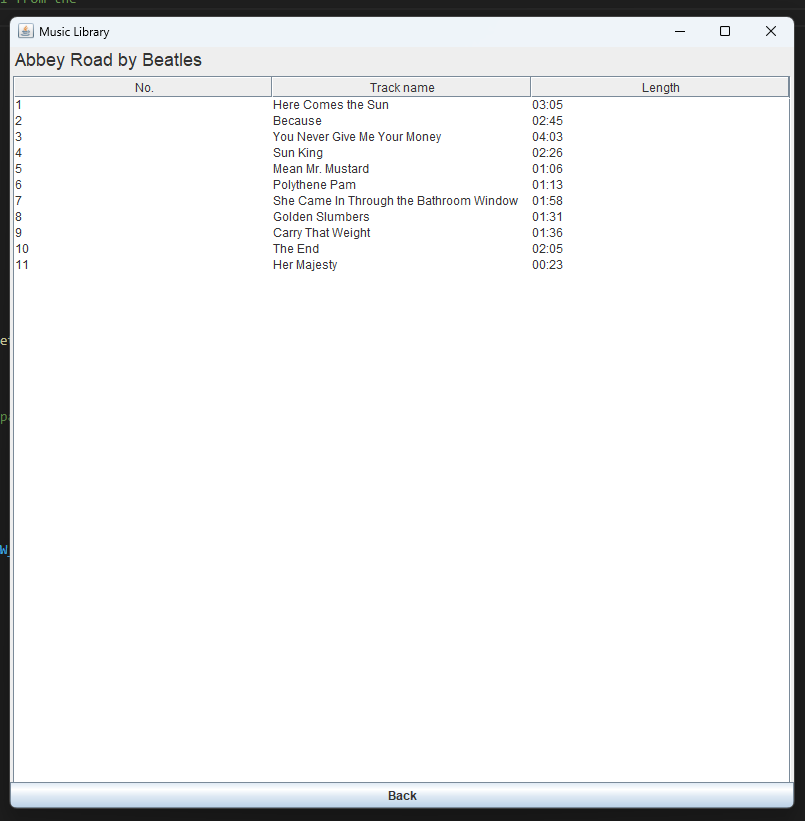 from the
Music Library
Abbey Road by Beatles
No. Track name Length
1 Here Comes the Sun 03:05
2 Because 02:45
3 You Never Give Me Your Money 04:03
4 Sun King 02:26
5 Mean Mr. Mustard 01:06
6 Polythene Pam 01:13
7 She Came In Through the Bathroom Window 01:58
8 Golden Slumbers 01:31
9 Carry That Weight 01:36
10 The End 02:05
11 Her Majesty 00:23
Back